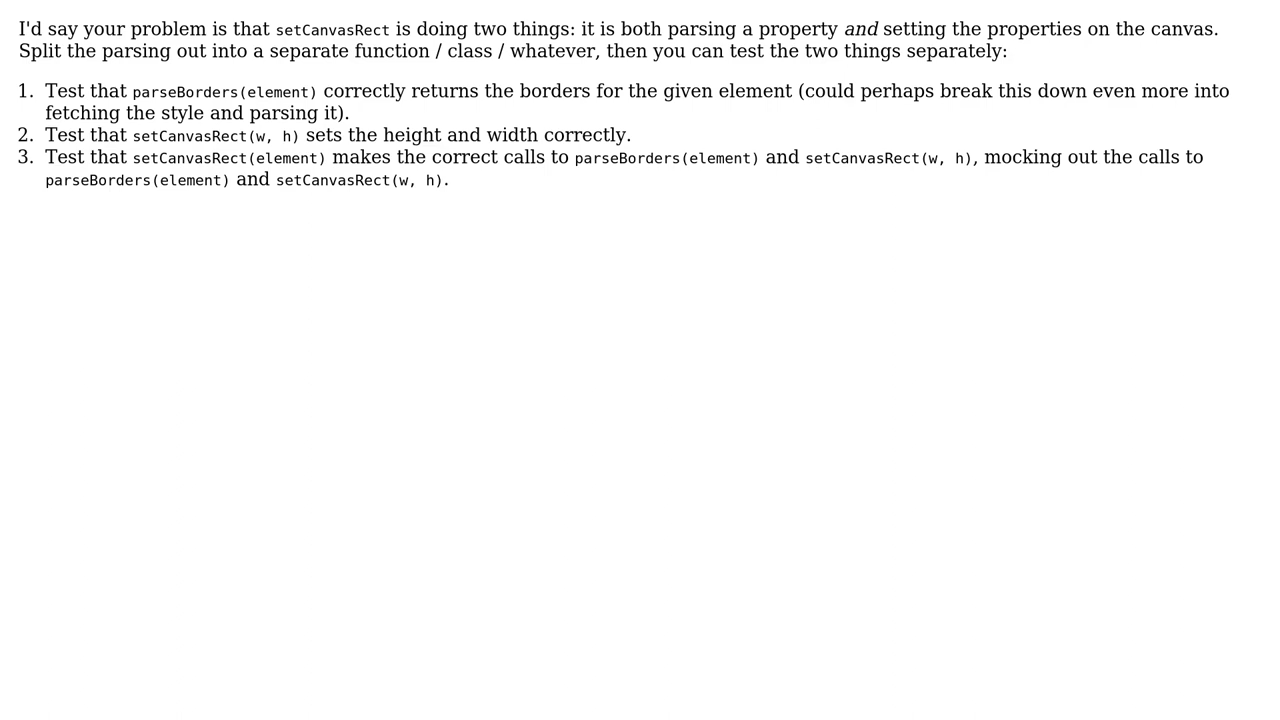 I'd say your problem is that setCanvasRect is doing two things: it is both parsing a property and setting the properties on the canvas.
Split the parsing out into a separate function / class / whatever, then you can test the two things separately:
1. Test that parseBorders(element) correctly returns the borders for the given element (could perhaps break this down even more into
fetching the style and parsing it).
2. Test that setCanvasRect(w, h) sets the height and width correctly.
3. Test that setCanvasRect(element) makes the correct calls to parseBorders(element) and setCanvasRect(w, h), mocking out the calls to
parseBorders(element) and setCanvasRect(w, h).